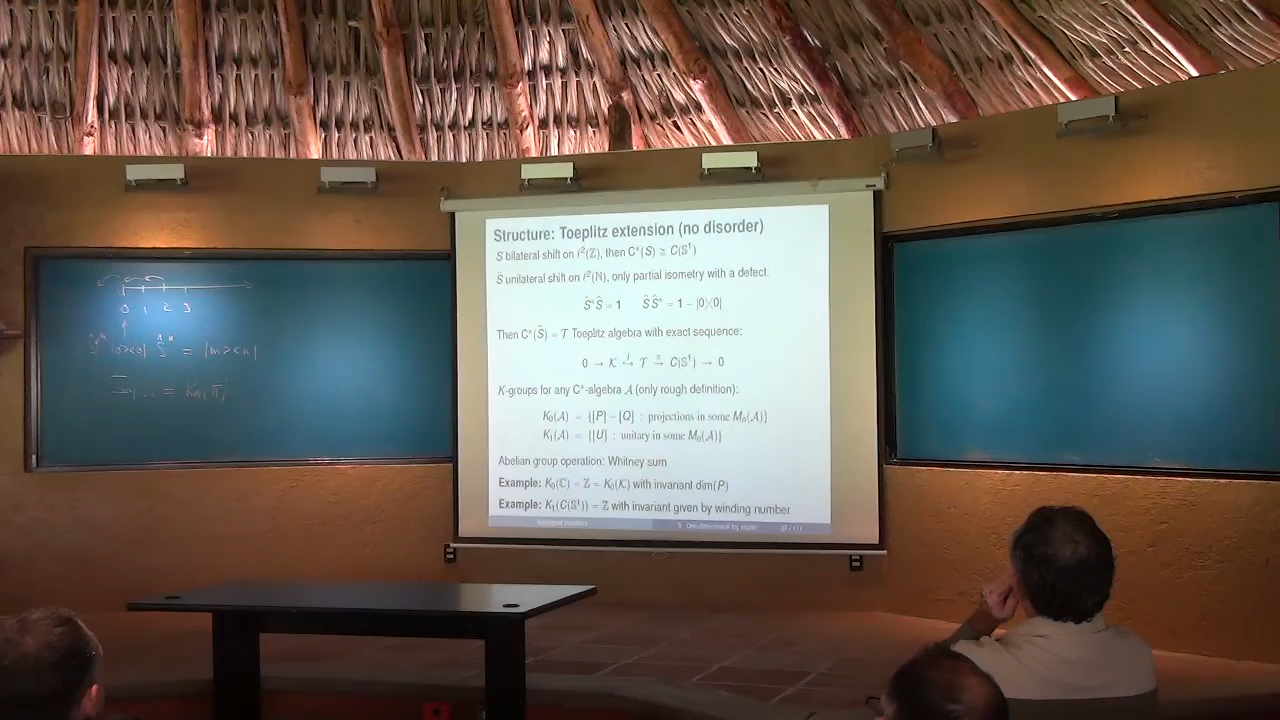 0 1 2 3
|0><0| Ŝ^n = |m><n|
Structure: Toeplitz extension (no disorder)
S bilateral shift on ℓ²(ℤ), then C*(S) ≅ C(𝕊¹)
Ŝ unilateral shift on ℓ²(ℕ), only partial isometry with a defect:
Ŝ*Ŝ = 1 Ŝ Ŝ* = 1 − |0⟩⟨0|
Then C*(Ŝ) = 𝒯 Toeplitz algebra with exact sequence:
0 → 𝒦 ↪ 𝒯 → C(𝕊¹) → 0
K-groups for any C*-algebra 𝒜 (only rough definition):
K₀(𝒜) = {[P] − [Q] : projections in some Mₙ(𝒜)}
K₁(𝒜) = {[U] : unitary in some Mₙ(𝒜)}
Abelian group operation: Whitney sum
Example: K₀(ℂ) = ℤ = K₀(𝒦) with invariant dim(P)
Example: K₁(C(𝕊¹)) = ℤ with invariant given by winding number